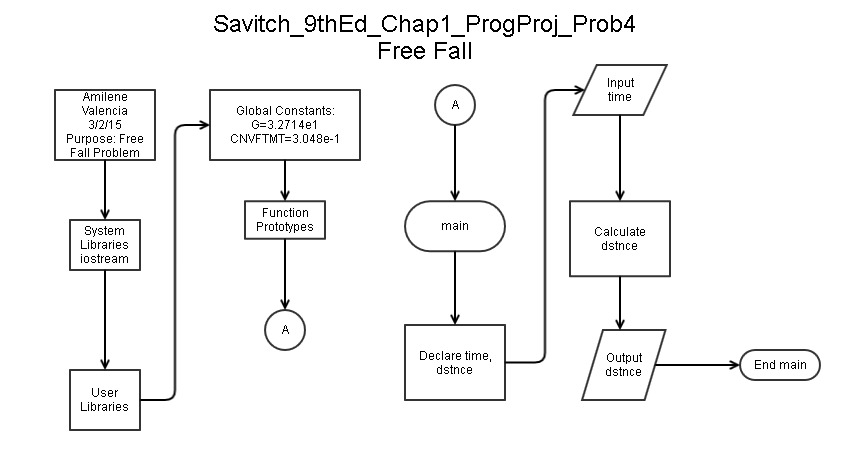 Savitch_9thEd_Chap1_ProgProj_Prob4
Free Fall
Amilene
Valencia
3/2/15
Purpose: Free
Fall Problem
System
Libraries
iostream
User
Libraries
Global Constants:
G=3.2714e1
CNVFTMT=3.048e-1
Function
Prototypes
A
A
main
Declare time,
dstnce
Input
time
Calculate
dstnce
Output
dstnce
End main